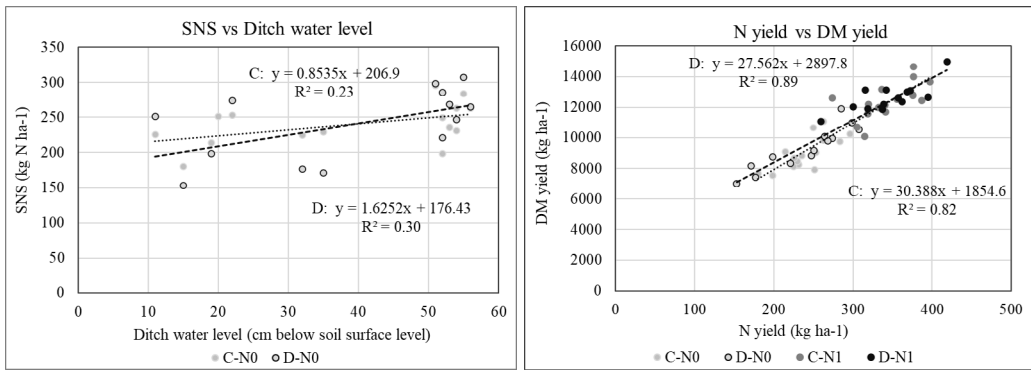 SNS vs Ditch water level
350
300
250
200
150
100
50
0
SNS (kg N ha-1)
C: y = 0.8535x + 206.9
R² = 0.23
D: y = 1.6252x + 176.43
R² = 0.30
0 10 20 30 40 50 60
Ditch water level (cm below soil surface level)
C-N0 D-N0
N yield vs DM yield
16000
14000
12000
10000
8000
6000
4000
2000
0
DM yield (kg ha-1)
D: y = 27.562x + 2897.8
R² = 0.89
C: y = 30.388x + 1854.6
R² = 0.82
0 100 200 300 400 500
N yield (kg ha-1)
C-N0 D-N0 C-N1 D-N1